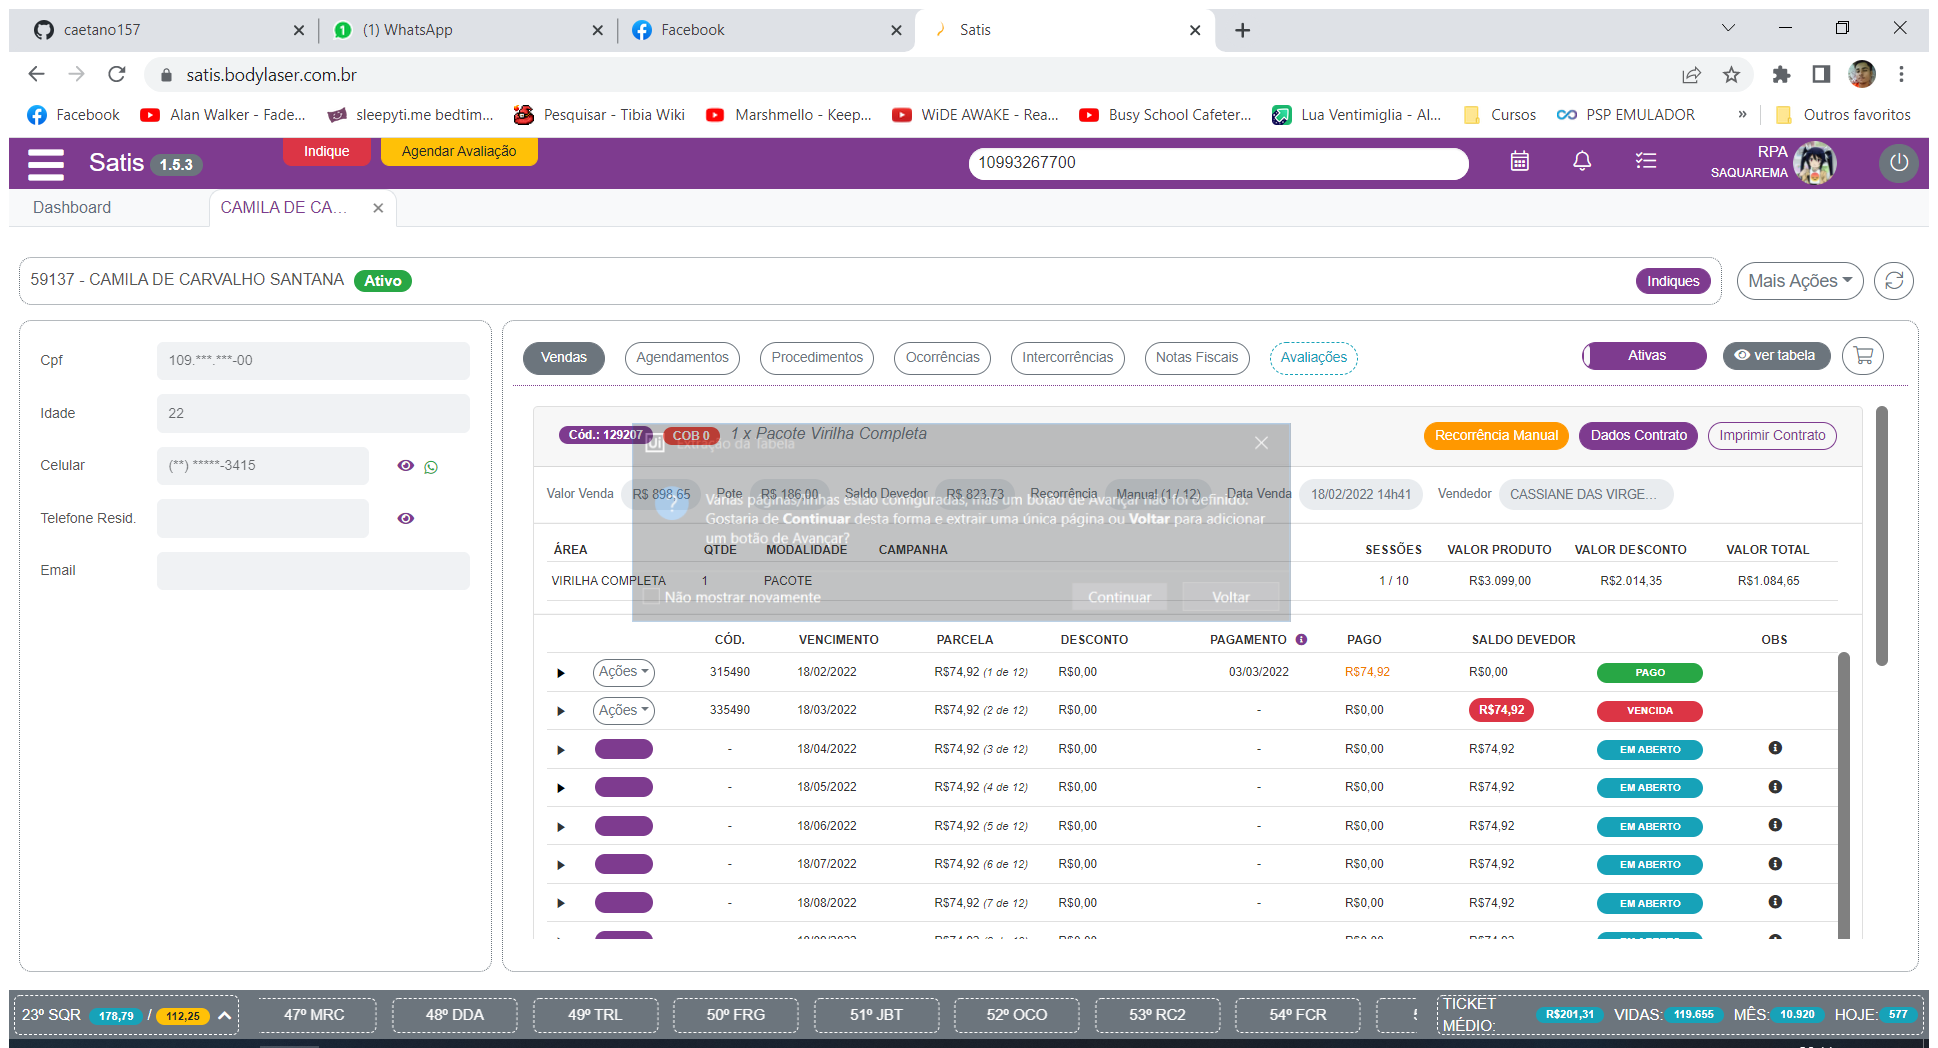 caetano157
(1) WhatsApp
Facebook
Satis
satis.bodylaser.com.br
Facebook
Alan Walker - Fade...
sleepyti.me bedtim...
Pesquisar - Tibia Wiki
Marshmello - Keep...
WiDE AWAKE - Rea...
Busy School Cafeter...
Lua Ventimiglia - Al...
Cursos
PSP EMULADOR
»
Outros favoritos
Satis 1.5.3
Indique
Agendar Avaliação
10993267700
RPA
SAQUAREMA
Dashboard
CAMILA DE CA...
59137 - CAMILA DE CARVALHO SANTANA Ativo
Indiques
Mais Ações
Cpf 109.***.***-00
Idade 22
Celular (**) *****-3415
Telefone Resid.
Email
Vendas Agendamentos Procedimentos Ocorrências Intercorrências Notas Fiscais Avaliações
Ativas
ver tabela
Cód.: 129207 COB 0 1 x Pacote Virilha Completa
Recorrência Manual Dados Contrato Imprimir Contrato
Extração da Tabela
Valor Venda R$ 898,65 Pote R$ 186,00 Saldo Devedor R$ 823,73 Recorrência Manual (1 / 12) Data Venda 18/02/2022 14h41 Vendedor CASSIANE DAS VIRGE...
Várias páginas/linhas estão configuradas, mas um botão de Avançar não foi definido.
Gostaria de Continuar desta forma e extrair uma única página ou Voltar para adicionar
um botão de Avançar?
ÁREA QTDE MODALIDADE CAMPANHA SESSÕES VALOR PRODUTO VALOR DESCONTO VALOR TOTAL
VIRILHA COMPLETA 1 PACOTE 1 / 10 R$3.099,00 R$2.014,35 R$1.084,65
Não mostrar novamente Continuar Voltar
CÓD. VENCIMENTO PARCELA DESCONTO PAGAMENTO PAGO SALDO DEVEDOR OBS
Ações 315490 18/02/2022 R$74,92 (1 de 12) R$0,00 03/03/2022 R$74,92 R$0,00 PAGO
Ações 335490 18/03/2022 R$74,92 (2 de 12) R$0,00 - R$0,00 R$74,92 VENCIDA
- 18/04/2022 R$74,92 (3 de 12) R$0,00 - R$0,00 R$74,92 EM ABERTO
- 18/05/2022 R$74,92 (4 de 12) R$0,00 - R$0,00 R$74,92 EM ABERTO
- 18/06/2022 R$74,92 (5 de 12) R$0,00 - R$0,00 R$74,92 EM ABERTO
- 18/07/2022 R$74,92 (6 de 12) R$0,00 - R$0,00 R$74,92 EM ABERTO
- 18/08/2022 R$74,92 (7 de 12) R$0,00 - R$0,00 R$74,92 EM ABERTO
23º SQR 178,79 / 112,25
47º MRC
48º DDA
49º TRL
50º FRG
51º JBT
52º OCO
53º RC2
54º FCR
TICKET
MÉDIO: R$201,31 VIDAS: 119.655 MÊS: 10.920 HOJE: 577